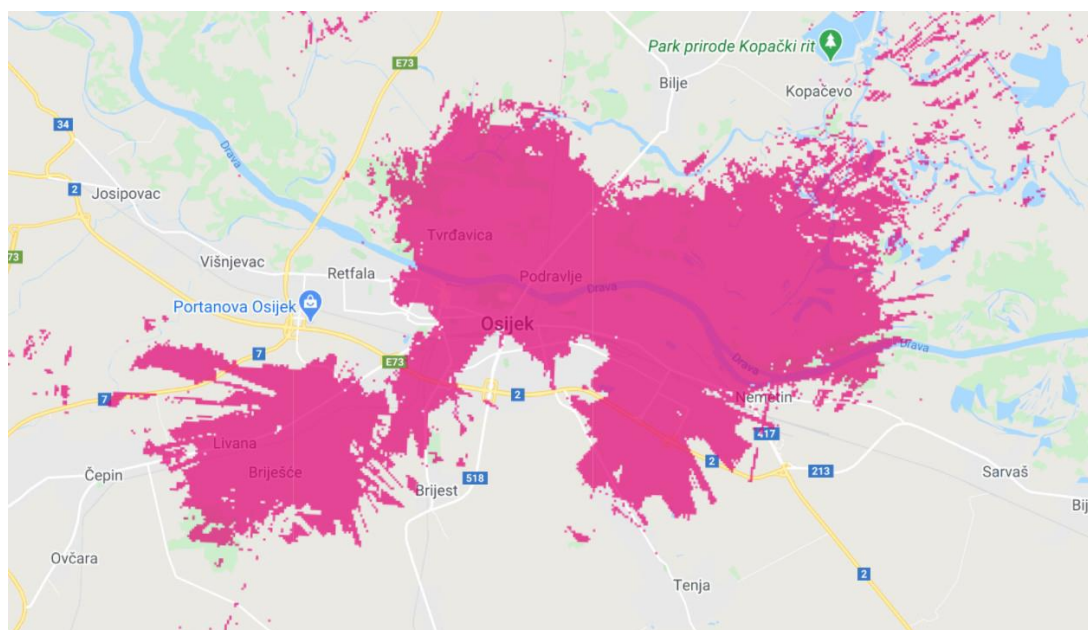 Park prirode Kopački rit
E73
Bilje
Kopačevo
34
Drava
2
Josipovac
Tvrđavica
73
Višnjevac
Retfala
Podravlje
Drava
Portanova Osijek
Osijek
7
E73
Drava
7
2
Nemetin
417
Livana
2
213
Sarvaš
Čepin
Briješće
518
Brijest
Bij
Ovčara
2
Tenja